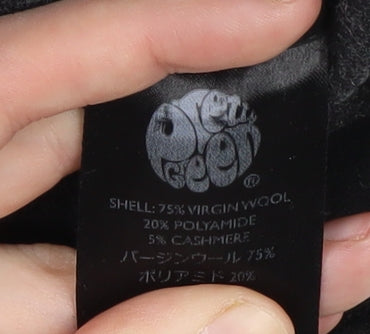 Pretty Green ®
SHELL: 75% VIRGIN WOOL
20% POLYAMIDE
5% CASHMERE
バージンウール 75%
ポリアミド 20%